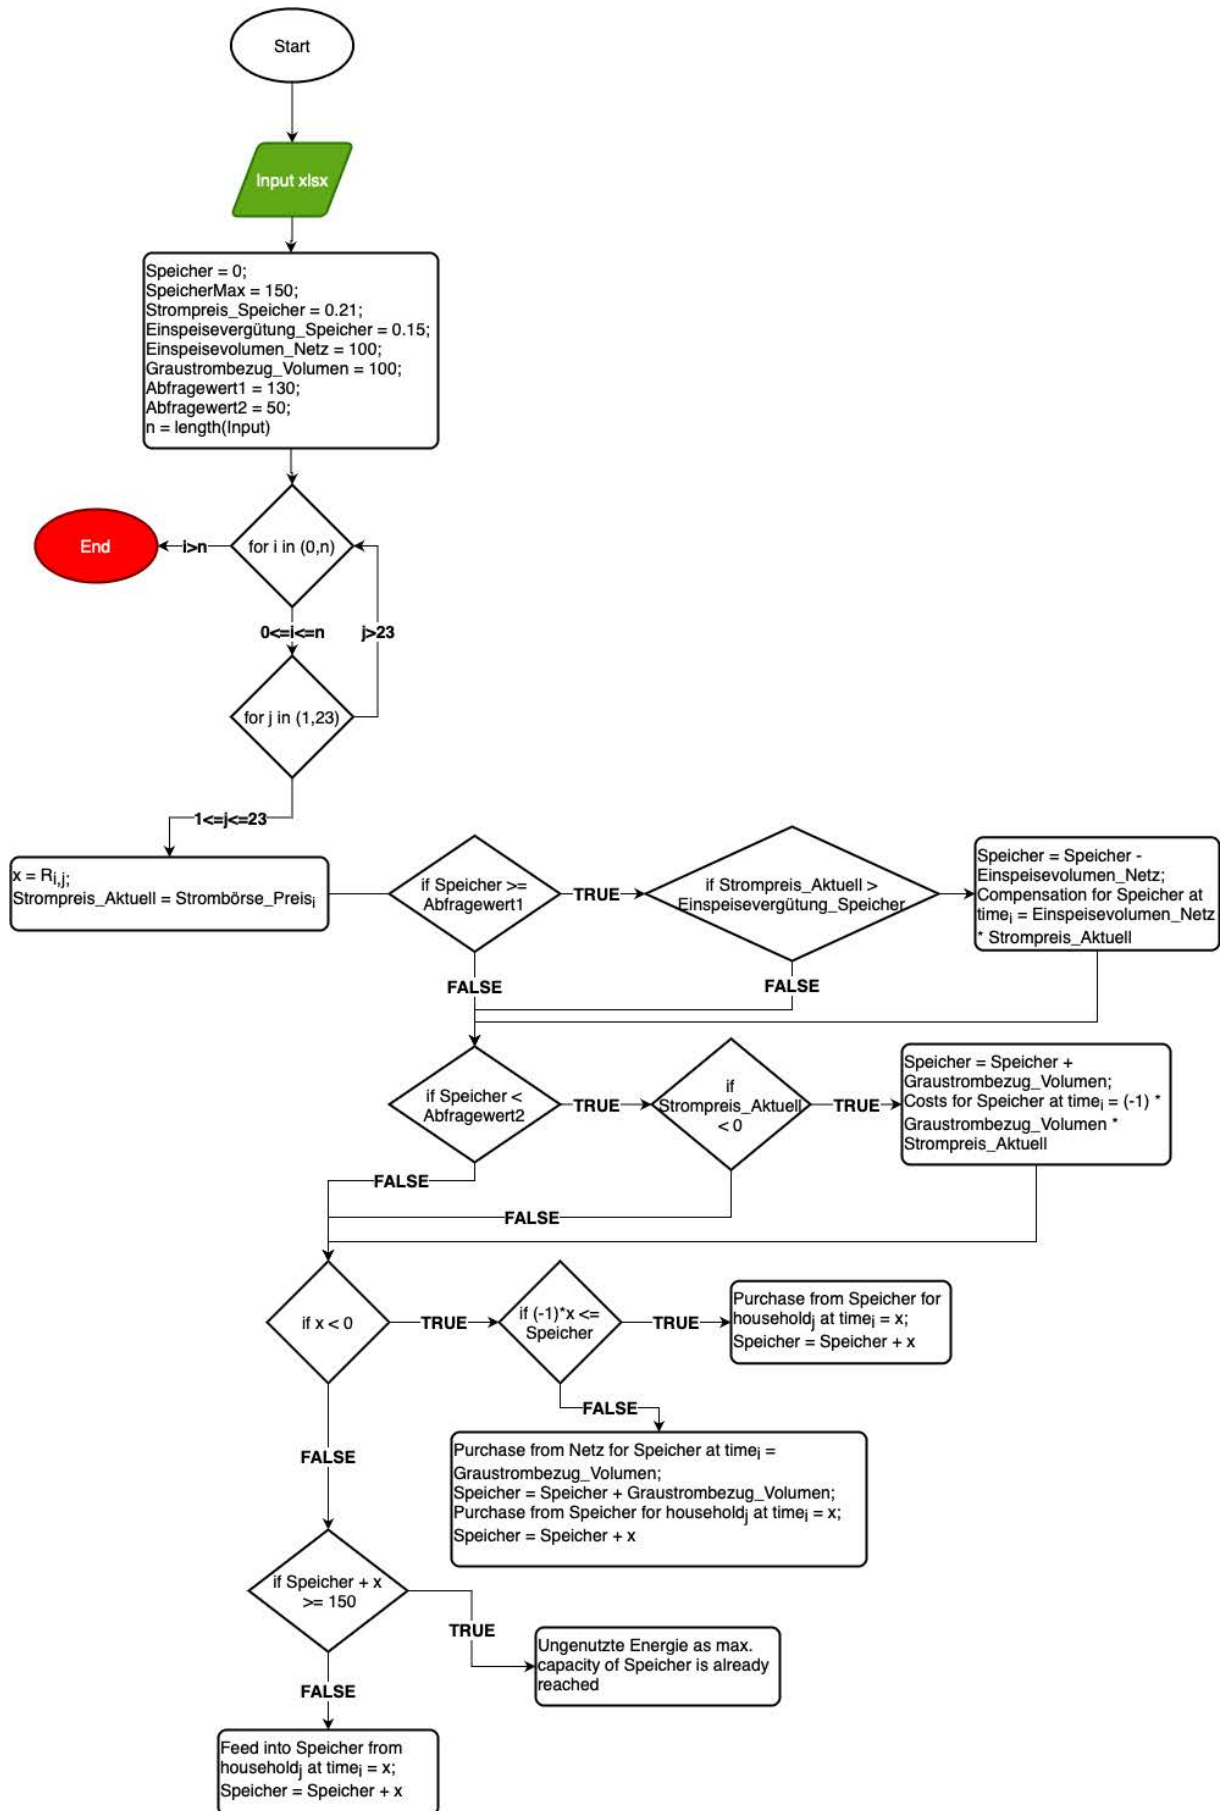 Start
Input xlsx
Speicher = 0;
SpeicherMax = 150;
Strompreis_Speicher = 0.21;
Einspeisevergütung_Speicher = 0.15;
Einspeisevolumen_Netz = 100;
Graustrombezug_Volumen = 100;
Abfragewert1 = 130;
Abfragewert2 = 50;
n = length(Input)
for i in (0,n)
i>n
End
0<=i<=n
j>23
for j in (1,23)
1<=j<=23
x = Ri,j;
Strompreis_Aktuell = Strombörse_Preisi
if Speicher >=
Abfragewert1
TRUE
if Strompreis_Aktuell >
Einspeisevergütung_Speicher
Speicher = Speicher -
Einspeisevolumen_Netz;
Compensation for Speicher at
timei = Einspeisevolumen_Netz
* Strompreis_Aktuell
FALSE
FALSE
if Speicher <
Abfragewert2
TRUE
if
Strompreis_Aktuell
< 0
TRUE
Speicher = Speicher +
Graustrombezug_Volumen;
Costs for Speicher at timei = (-1) *
Graustrombezug_Volumen *
Strompreis_Aktuell
FALSE
FALSE
if x < 0
TRUE
if (-1)*x <=
Speicher
TRUE
Purchase from Speicher for
householdj at timei = x;
Speicher = Speicher + x
FALSE
Purchase from Netz for Speicher at timei =
Graustrombezug_Volumen;
Speicher = Speicher + Graustrombezug_Volumen;
Purchase from Speicher for householdj at timei = x;
Speicher = Speicher + x
FALSE
if Speicher + x
>= 150
TRUE
Ungenutzte Energie as max.
capacity of Speicher is already
reached
FALSE
Feed into Speicher from
householdj at timei = x;
Speicher = Speicher + x